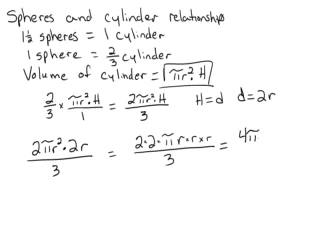 Spheres and cylinder relationship
1½ spheres = 1 cylinder
1 sphere = 2/3 cylinder
Volume of cylinder = πr²·H
2/3 × πr²·H/1 = 2πr²·H/3 H=d d=2r
2πr²·2r/3 = 2·2·πr·r×r/3 = 4π